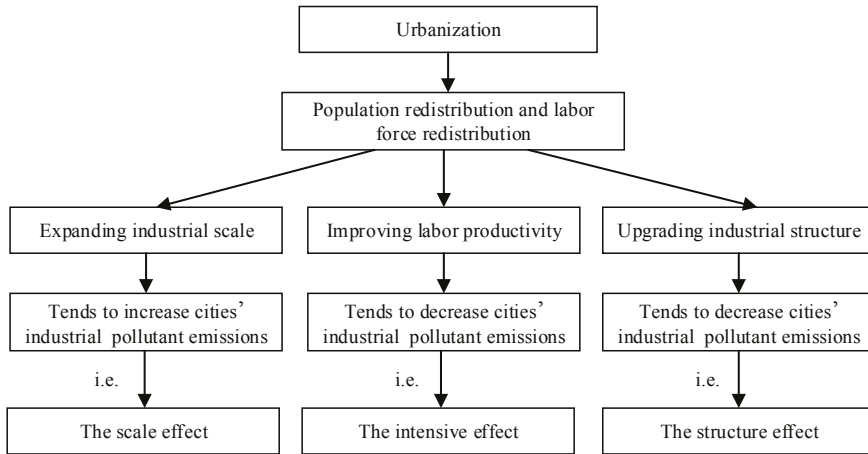 Urbanization
Population redistribution and labor
force redistribution
Expanding industrial scale
Improving labor productivity
Upgrading industrial structure
Tends to increase cities’
industrial pollutant emissions
Tends to decrease cities’
industrial pollutant emissions
Tends to decrease cities’
industrial pollutant emissions
i.e.
i.e.
i.e.
The scale effect
The intensive effect
The structure effect